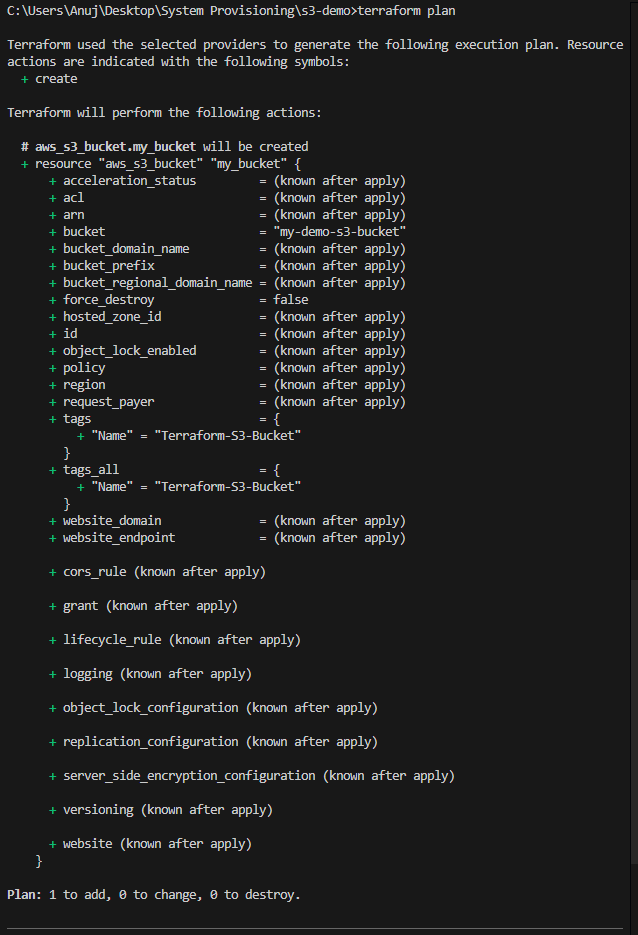 C:\Users\Anuj\Desktop\System Provisioning\s3-demo>terraform plan
Terraform used the selected providers to generate the following execution plan. Resource
actions are indicated with the following symbols:
+ create
Terraform will perform the following actions:
# aws_s3_bucket.my_bucket will be created
+ resource "aws_s3_bucket" "my_bucket" {
+ acceleration_status = (known after apply)
+ acl = (known after apply)
+ arn = (known after apply)
+ bucket = "my-demo-s3-bucket"
+ bucket_domain_name = (known after apply)
+ bucket_prefix = (known after apply)
+ bucket_regional_domain_name = (known after apply)
+ force_destroy = false
+ hosted_zone_id = (known after apply)
+ id = (known after apply)
+ object_lock_enabled = (known after apply)
+ policy = (known after apply)
+ region = (known after apply)
+ request_payer = (known after apply)
+ tags = {
+ "Name" = "Terraform-S3-Bucket"
}
+ tags_all = {
+ "Name" = "Terraform-S3-Bucket"
}
+ website_domain = (known after apply)
+ website_endpoint = (known after apply)
+ cors_rule (known after apply)
+ grant (known after apply)
+ lifecycle_rule (known after apply)
+ logging (known after apply)
+ object_lock_configuration (known after apply)
+ replication_configuration (known after apply)
+ server_side_encryption_configuration (known after apply)
+ versioning (known after apply)
+ website (known after apply)
}
Plan: 1 to add, 0 to change, 0 to destroy.